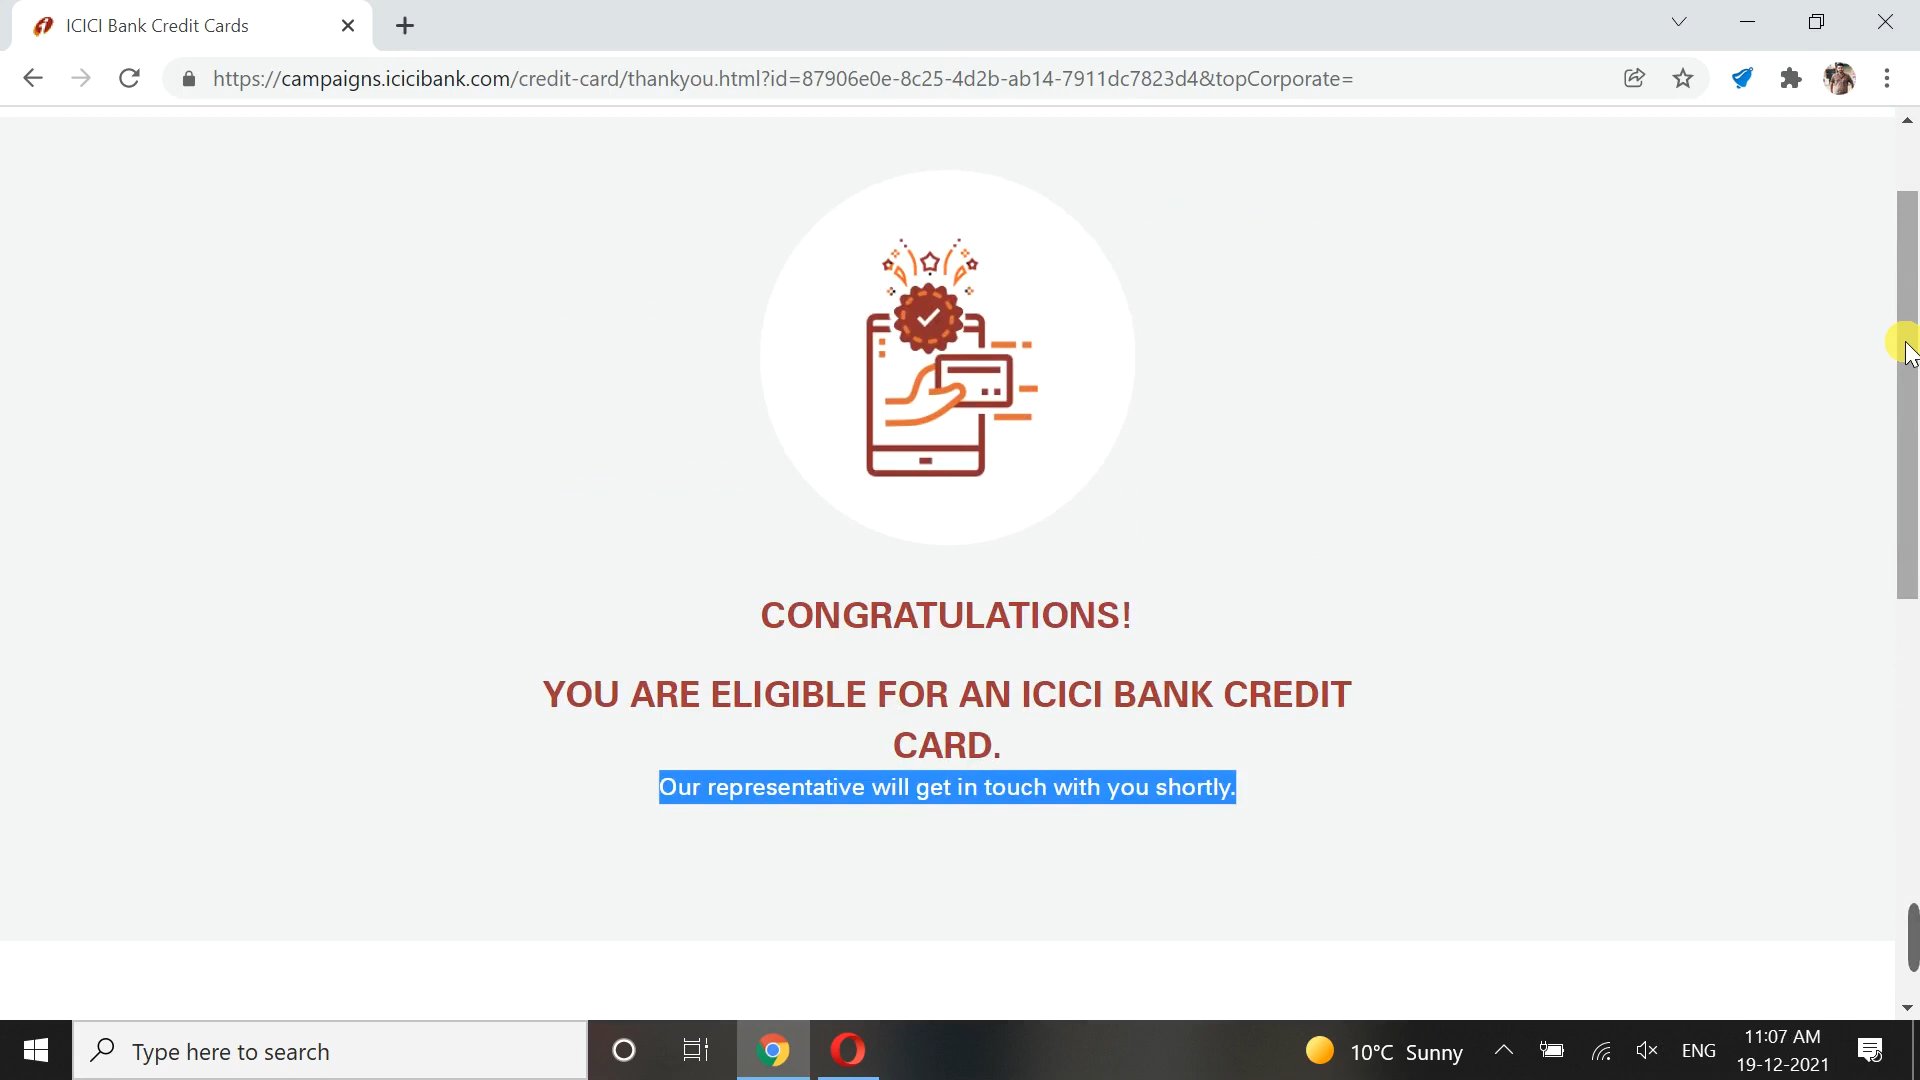 ICICI Bank Credit Cards
https://campaigns.icicibank.com/credit-card/thankyou.html?id=87906e0e-8c25-4d2b-ab14-7911dc7823d4&topCorporate=
CONGRATULATIONS!
YOU ARE ELIGIBLE FOR AN ICICI BANK CREDIT
CARD.
Our representative will get in touch with you shortly.
Type here to search
10°C Sunny
ENG
11:07 AM
19-12-2021